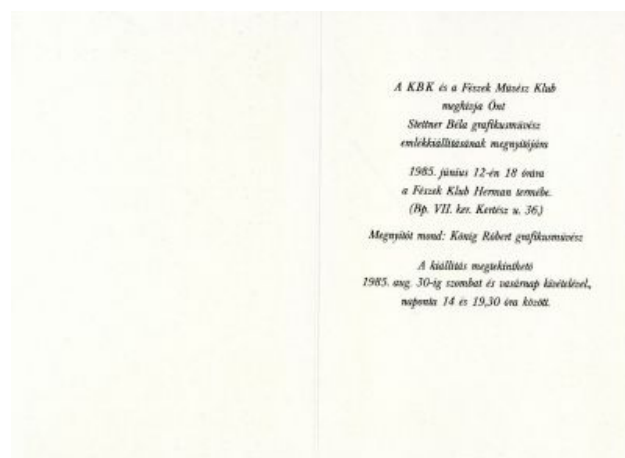 A KBK és a Fészek Művész Klub
meghívja Önt
Stettner Béla grafikusművész
emlékkiállításának megnyitójára
1985. június 12-én 18 órára
a Fészek Klub Herman termébe.
(Bp. VII. ker. Kertész u. 36.)
Megnyitót mond: Kőnig Róbert grafikusművész
A kiállítás megtekinthető
1985. aug. 30-ig szombat és vasárnap kivételével,
naponta 14 és 19,30 óra között.